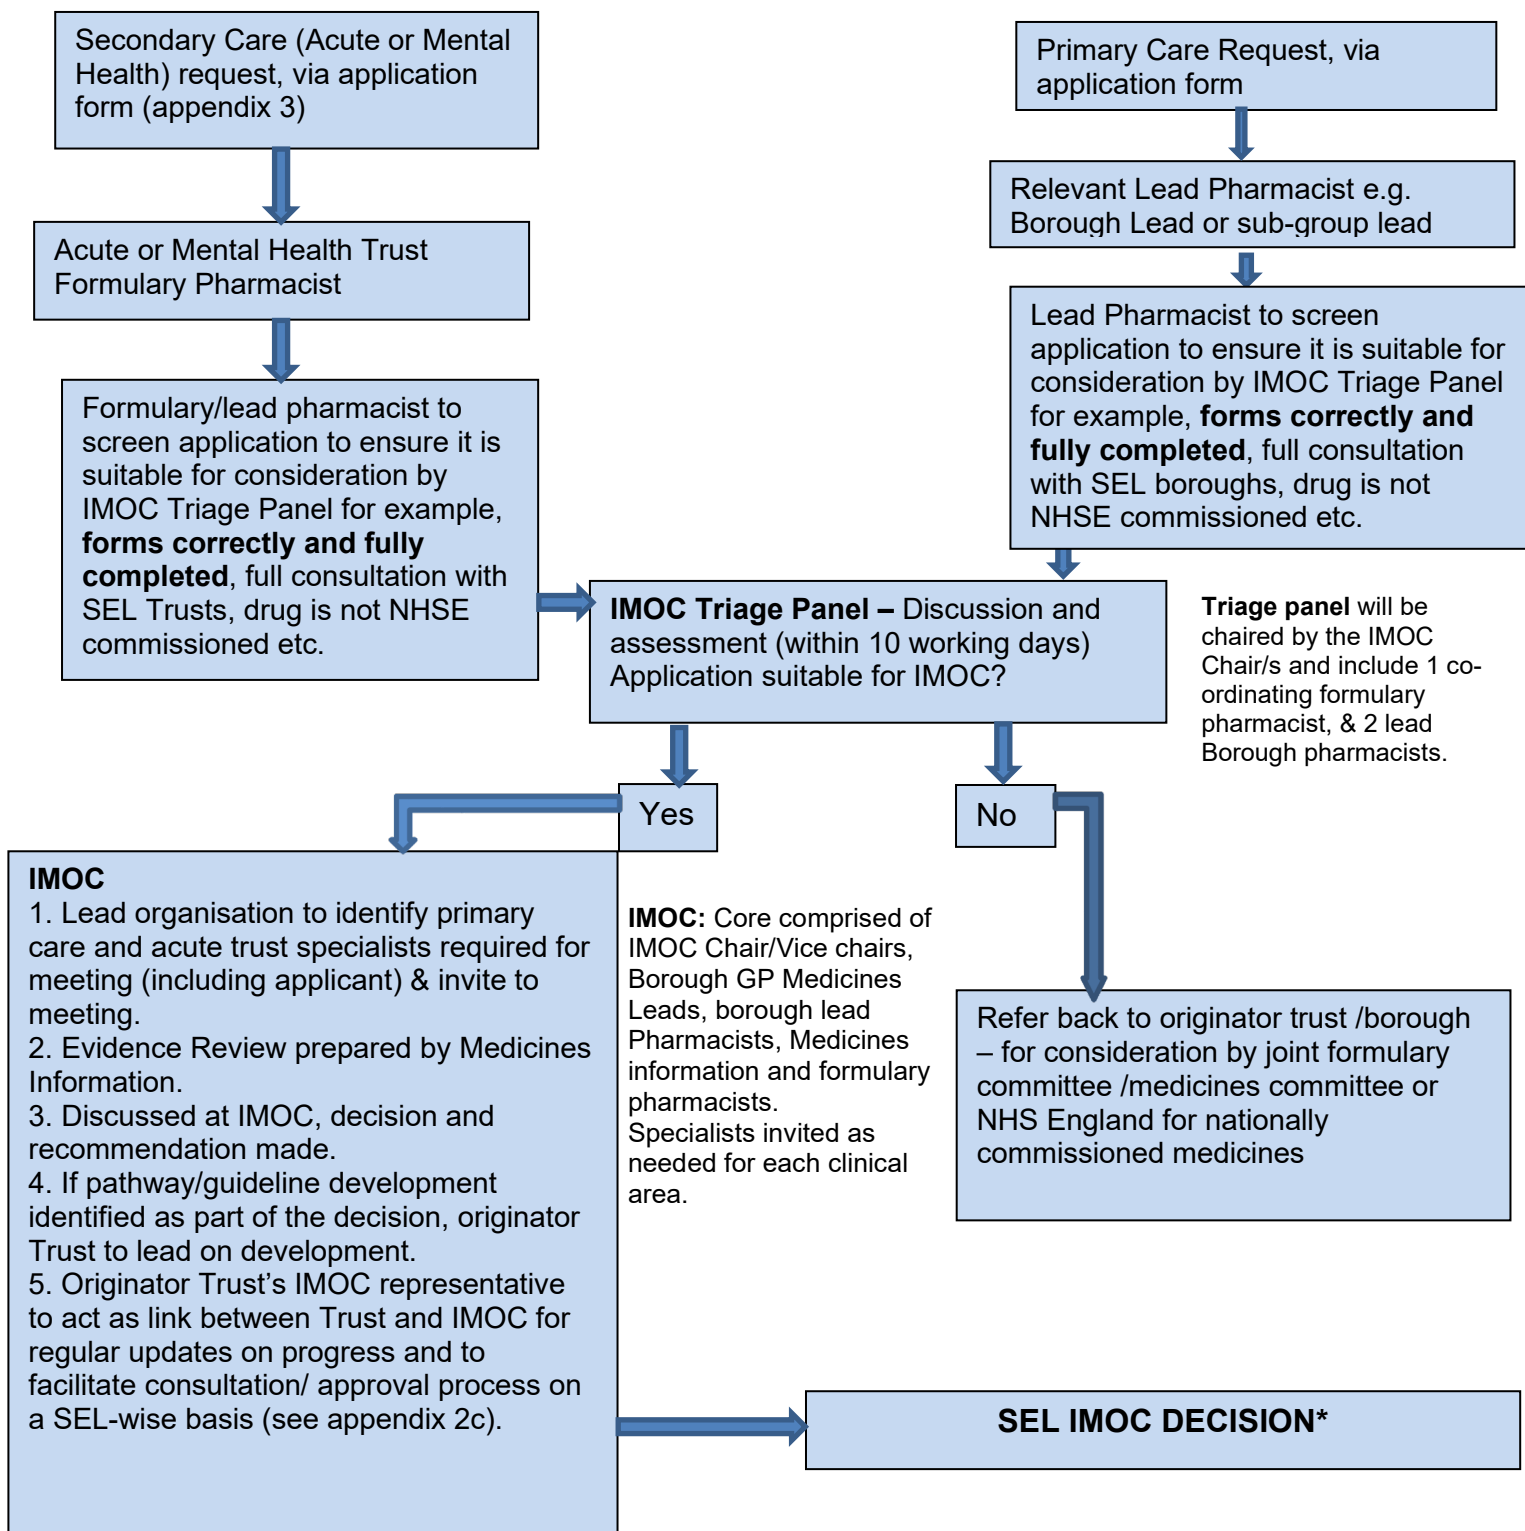 Secondary Care (Acute or Mental
Health) request, via application
form (appendix 3)
Primary Care Request, via
application form
Acute or Mental Health Trust
Formulary Pharmacist
Relevant Lead Pharmacist e.g.
Borough Lead or sub-group lead
Formulary/lead pharmacist to
screen application to ensure it is
suitable for consideration by
IMOC Triage Panel for example,
forms correctly and fully
completed, full consultation with
SEL Trusts, drug is not NHSE
commissioned etc.
Lead Pharmacist to screen
application to ensure it is suitable for
consideration by IMOC Triage Panel
for example, forms correctly and
fully completed, full consultation
with SEL boroughs, drug is not
NHSE commissioned etc.
IMOC Triage Panel – Discussion and
assessment (within 10 working days)
Application suitable for IMOC?
Triage panel will be
chaired by the IMOC
Chair/s and include 1 co-
ordinating formulary
pharmacist, & 2 lead
Borough pharmacists.
Yes
No
IMOC
1. Lead organisation to identify primary
care and acute trust specialists required for
meeting (including applicant) & invite to
meeting.
2. Evidence Review prepared by Medicines
Information.
3. Discussed at IMOC, decision and
recommendation made.
4. If pathway/guideline development
identified as part of the decision, originator
Trust to lead on development.
5. Originator Trust’s IMOC representative
to act as link between Trust and IMOC for
regular updates on progress and to
facilitate consultation/ approval process on
a SEL-wise basis (see appendix 2c).
IMOC: Core comprised of
IMOC Chair/Vice chairs,
Borough GP Medicines
Leads, borough lead
Pharmacists, Medicines
information and formulary
pharmacists.
Specialists invited as
needed for each clinical
area.
Refer back to originator trust /borough
– for consideration by joint formulary
committee /medicines committee or
NHS England for nationally
commissioned medicines
SEL IMOC DECISION*